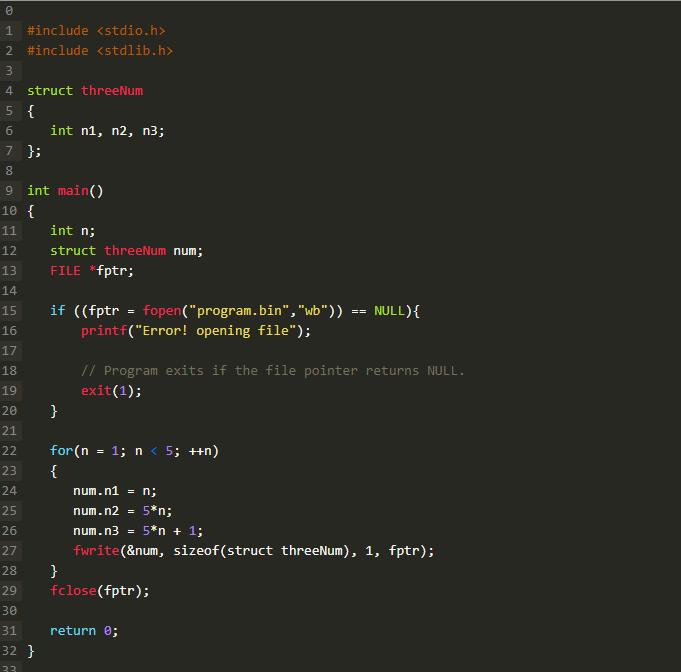 0
1 #include <stdio.h>
2 #include <stdlib.h>
3
4 struct threeNum
5 {
6    int n1, n2, n3;
7 };
8
9 int main()
10 {
11    int n;
12    struct threeNum num;
13    FILE *fptr;
14
15    if ((fptr = fopen("program.bin","wb")) == NULL){
16        printf("Error! opening file");
17
18        // Program exits if the file pointer returns NULL.
19        exit(1);
20    }
21
22    for(n = 1; n < 5; ++n)
23    {
24       num.n1 = n;
25       num.n2 = 5*n;
26       num.n3 = 5*n + 1;
27       fwrite(&num, sizeof(struct threeNum), 1, fptr);
28    }
29    fclose(fptr);
30
31    return 0;
32 }
33